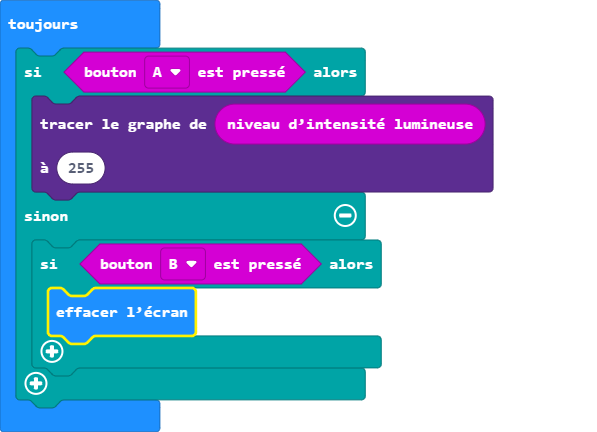 toujours
si bouton A est pressé alors
tracer le graphe de niveau d’intensité lumineuse
à 255
sinon
si bouton B est pressé alors
effacer l’écran